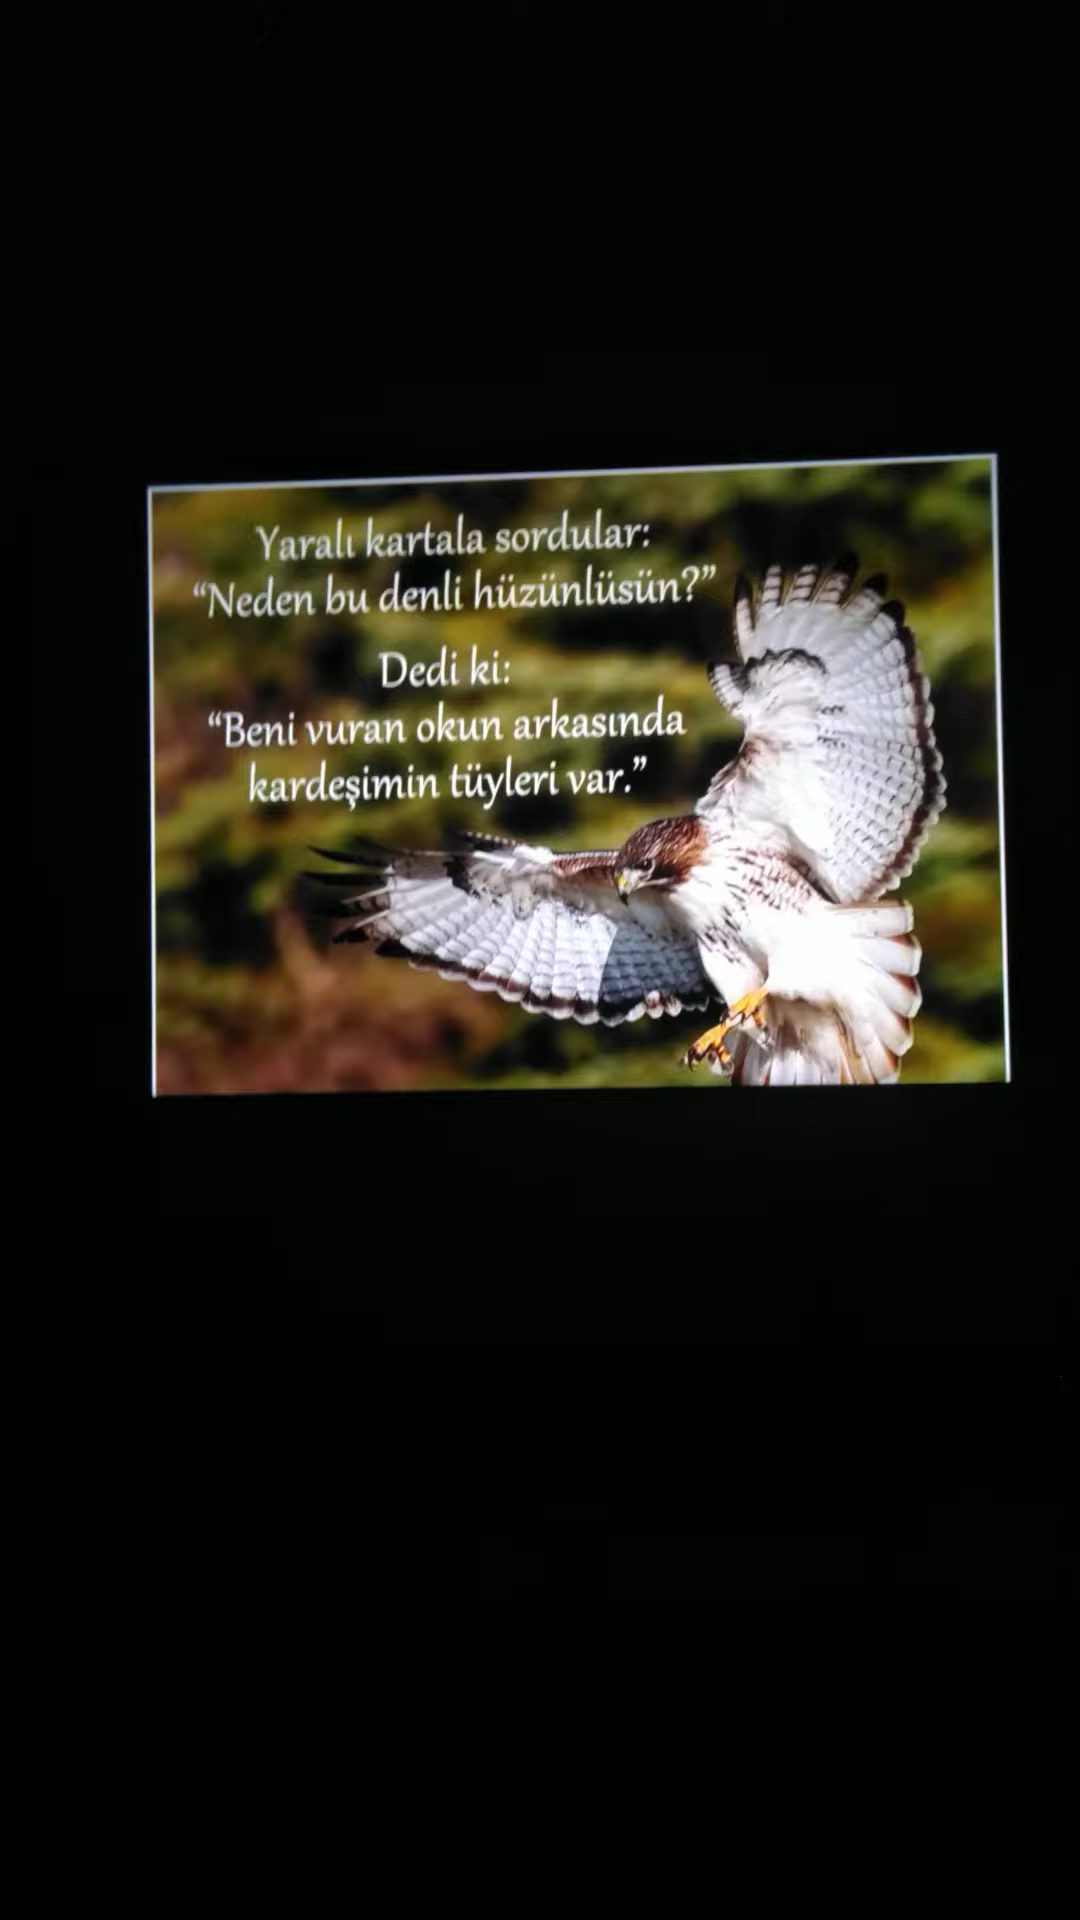 Yaralı kartala sordular:
“Neden bu denli hüzünlüsün?”
Dedi ki:
“Beni vuran okun arkasında
kardeşimin tüyleri var.”